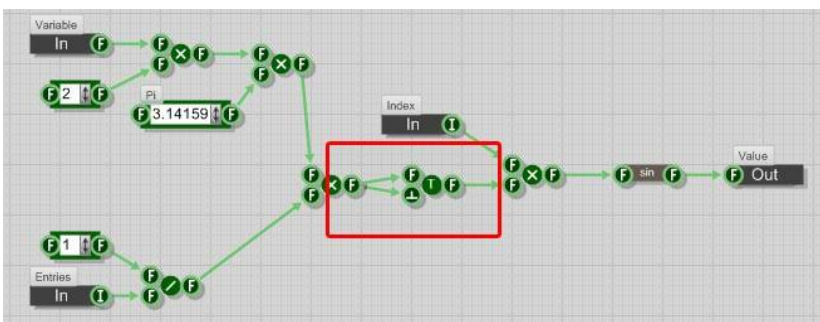 Variable
In F F × F F × F
F 2 F F
Pi
F 3.14159 F
Index
In I
F × F F T F F × F F sin F
Value
F Out
F F
F 1 F
Entries
In I F / F
F